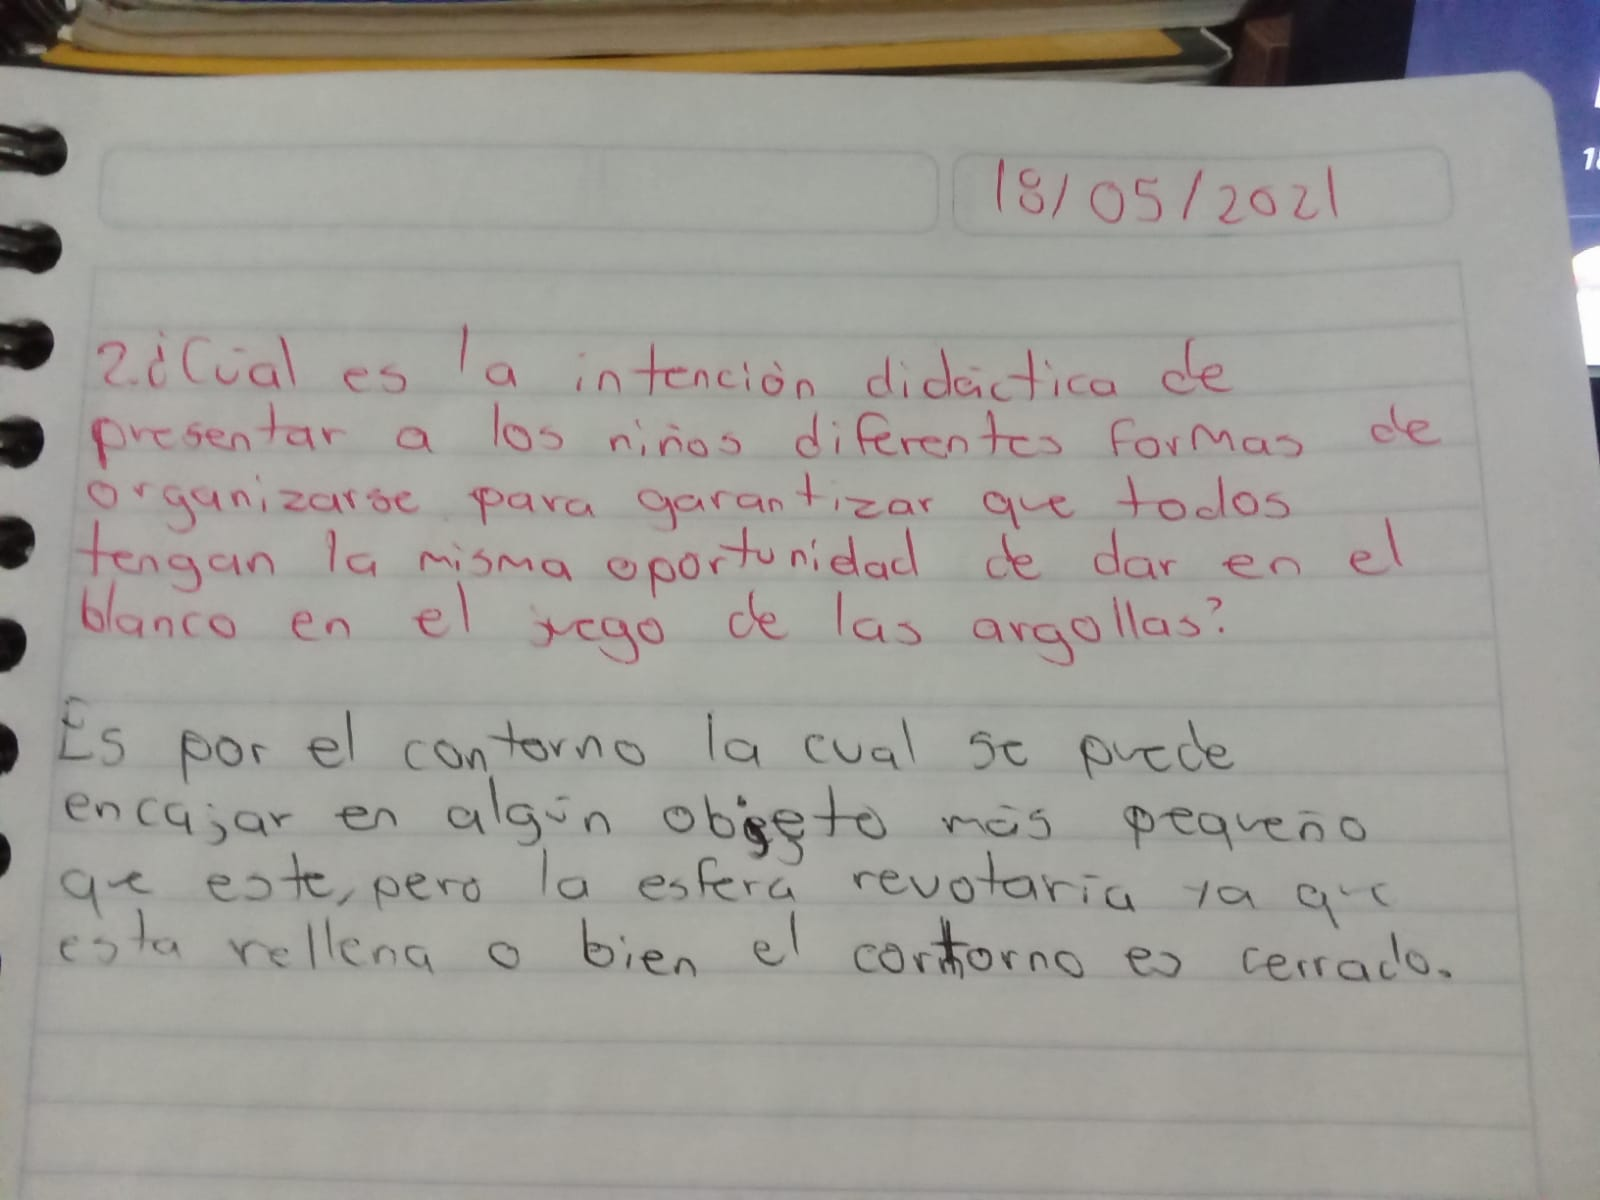 18/05/2021
2.¿Cúal es la intención didáctica de
presentar a los niños diferentes formas de
organizarse para garantizar que todos
tengan la misma oportunidad de dar en el
blanco en el juego de las argollas?
Es por el contorno la cual se puede
encajar en algún objeto más pequeño
que este, pero la esfera revotaría ya que
esta rellena o bien el contorno es cerrado.